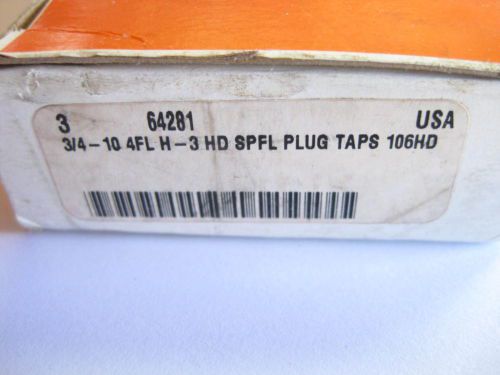 3 64281 USA
3/4-10 4FL H-3 HD SPFL PLUG TAPS 106HD